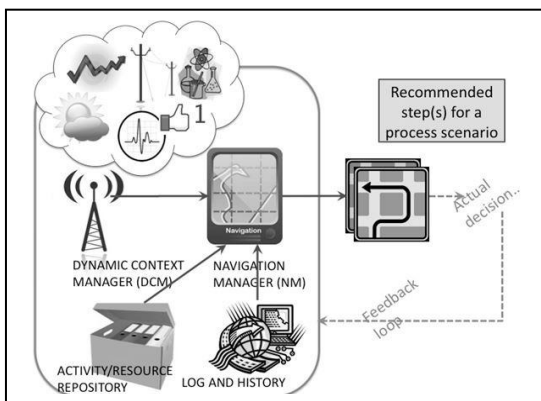 1
Recommended
step(s) for a
process scenario
Navigation
Actual
decision..
DYNAMIC CONTEXT
MANAGER (DCM)
NAVIGATION
MANAGER (NM)
Feedback
loop
ACTIVITY/RESOURCE
REPOSITORY
LOG AND HISTORY